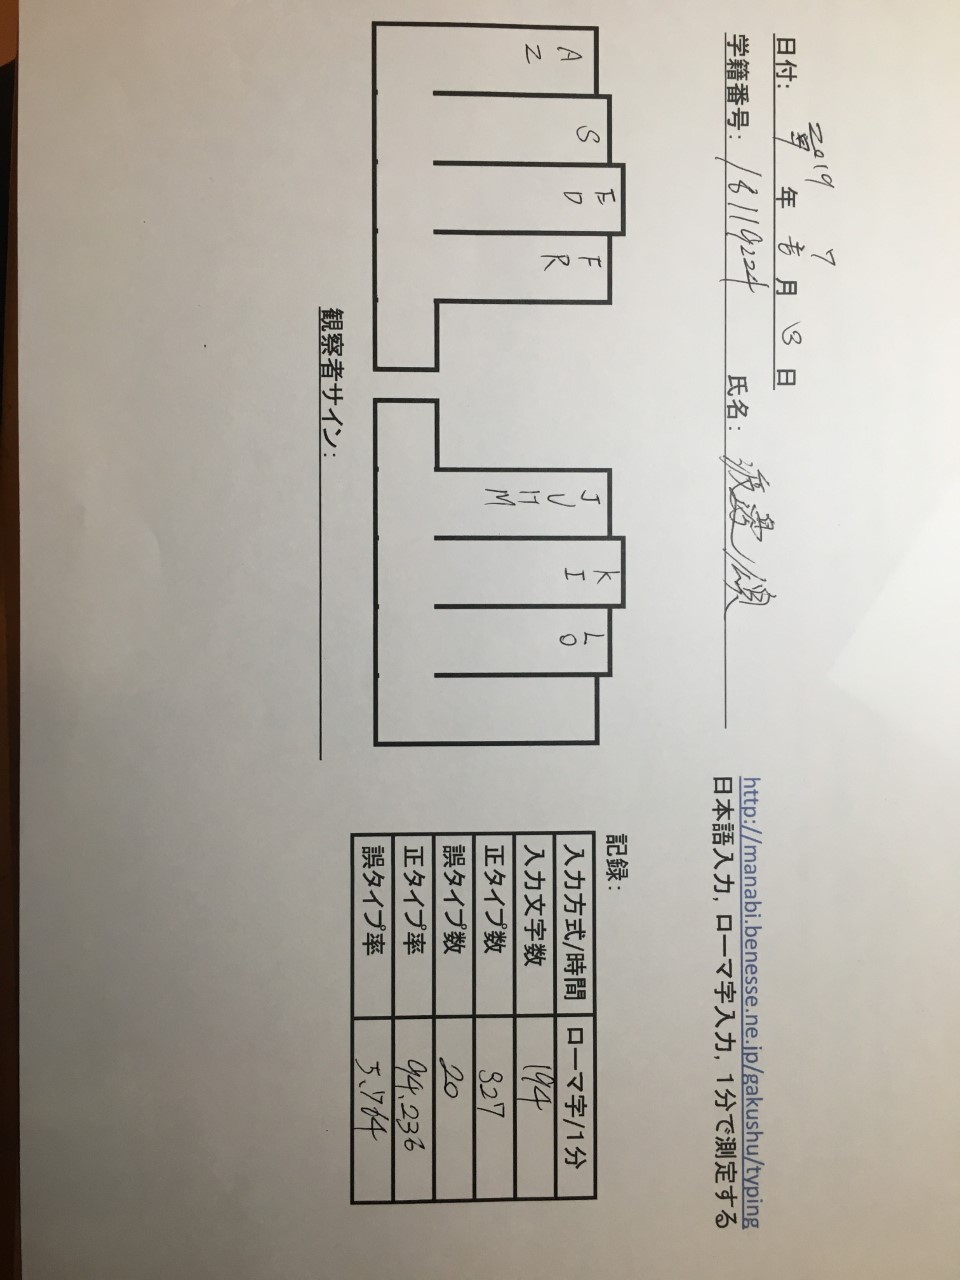 日付: 2019 年 7 月 13 日
学籍番号: 18119224 氏名:
http://manabi.benesse.ne.jp/gakushu/typing
日本語入力, ローマ字入力, 1分で測定する
A
Z
S
E
D
F
R
J
U
H
M
K
I
L
O
観察者サイン:
記録:
入力方式/時間 ローマ字/1分
入力文字数 194
正タイプ数 327
誤タイプ数 20
正タイプ率 94.236
誤タイプ率 5.764